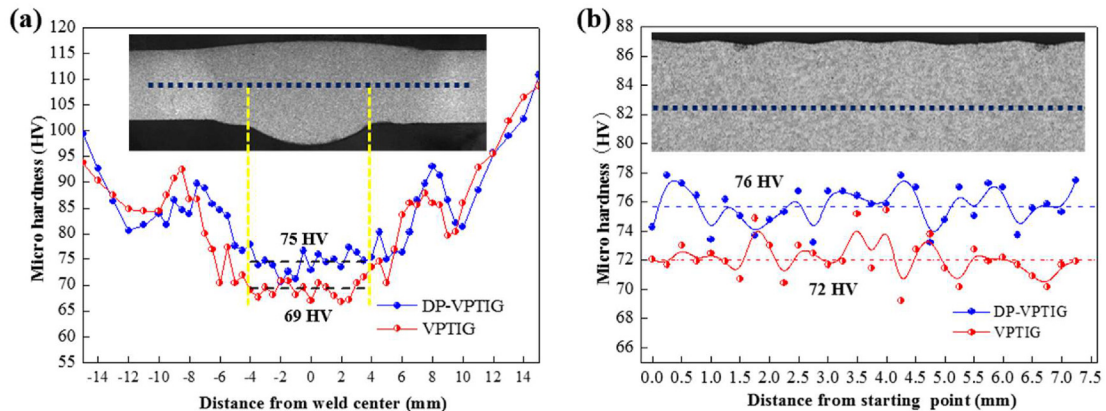 (a)
Micro hardness (HV)
120
115
110
105
100
95
90
85
80
75
70
65
60
55
75 HV
69 HV
DP-VPTIG
VPTIG
-14 -12 -10 -8 -6 -4 -2 0 2 4 6 8 10 12 14
Distance from weld center (mm)
(b)
Micro hardness (HV)
88
86
84
82
80
78
76
74
72
70
68
66
76 HV
72 HV
DP-VPTIG
VPTIG
0.0 0.5 1.0 1.5 2.0 2.5 3.0 3.5 4.0 4.5 5.0 5.5 6.0 6.5 7.0 7.5
Distance from starting point (mm)